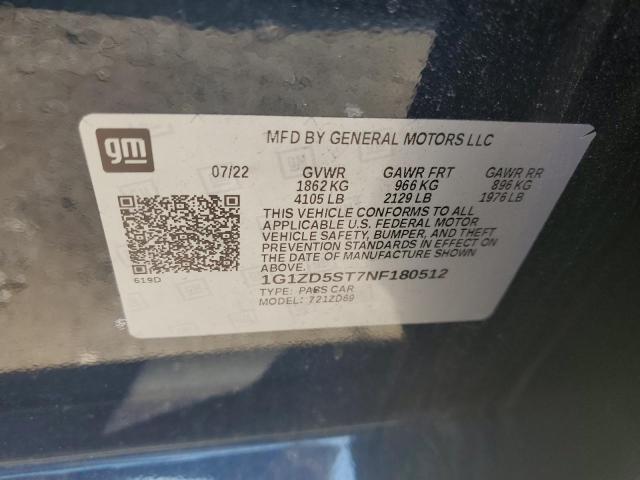 gm
MFD BY GENERAL MOTORS LLC
07/22 GVWR GAWR FRT GAWR RR
1862 KG 966 KG 896 KG
4105 LB 2129 LB 1976 LB
THIS VEHICLE CONFORMS TO ALL
APPLICABLE U.S. FEDERAL MOTOR
VEHICLE SAFETY, BUMPER, AND THEFT
PREVENTION STANDARDS IN EFFECT ON
THE DATE OF MANUFACTURE SHOWN
ABOVE.
619D
1G1ZD5ST7NF180512
TYPE: PASS CAR
MODEL: 721ZD69